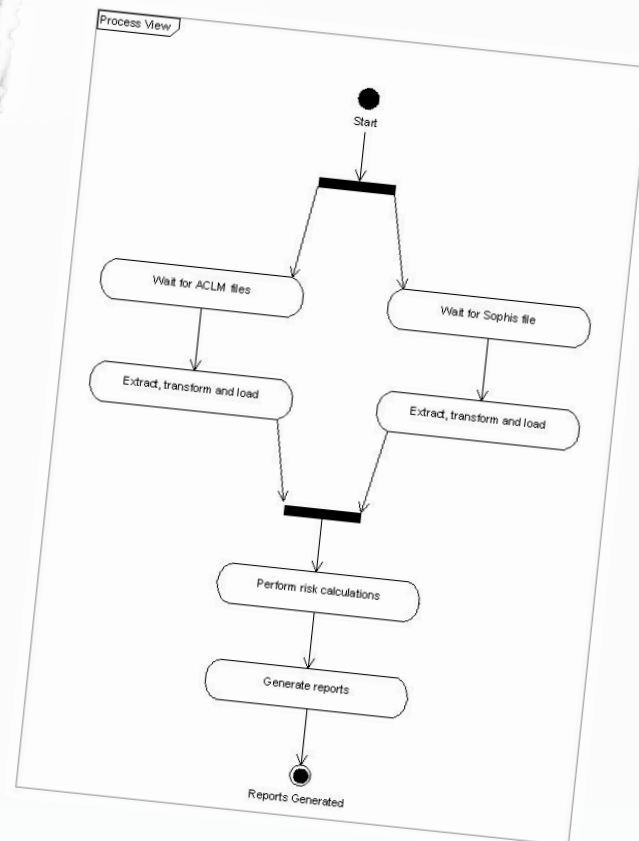 Process View
Start
Wait for ACLM files
Wait for Sophis file
Extract, transform and load
Extract, transform and load
Perform risk calculations
Generate reports
Reports Generated